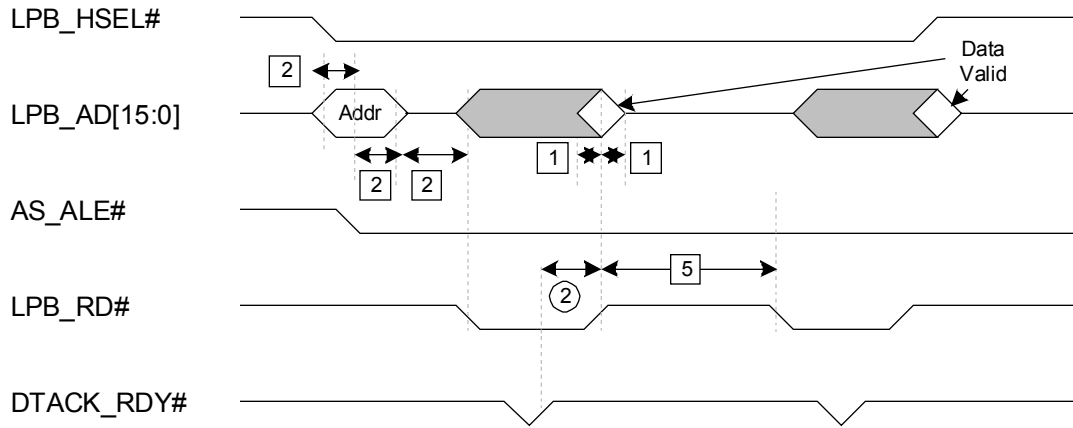 LPB_HSEL#
Data
Valid
2
LPB_AD[15:0]
Addr
1
1
2
2
AS_ALE#
5
2
LPB_RD#
DTACK_RDY#